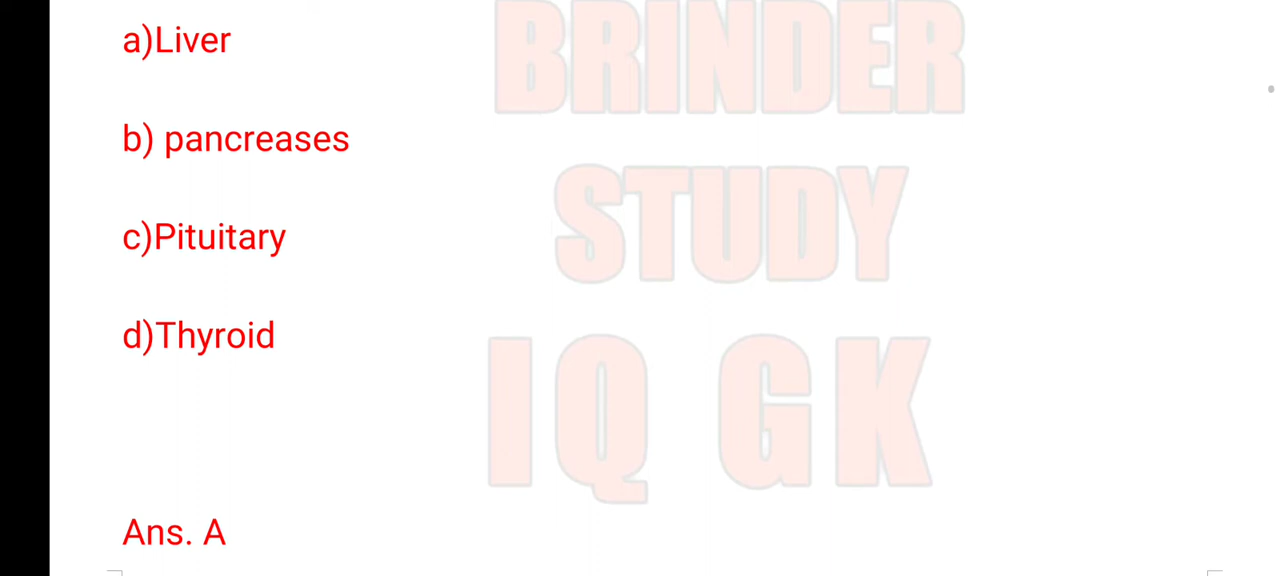 BRINDER
a)Liver
b) pancreases
STUDY
c)Pituitary
d)Thyroid
IQ GK
Ans. A